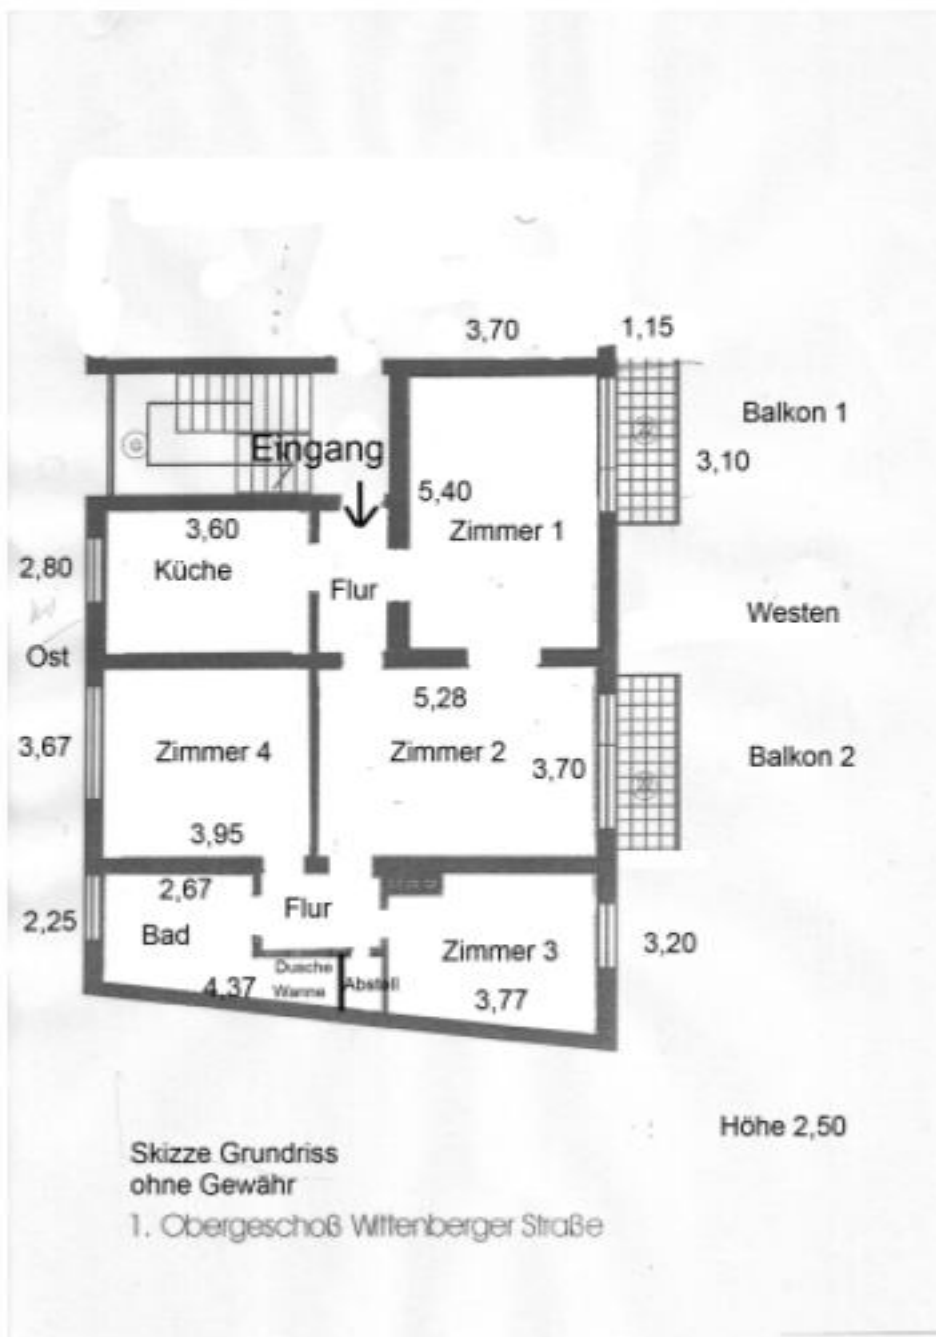 3,70
1,15
Balkon 1
Eingang
3,10
5,40
3,60
Zimmer 1
2,80
Küche
Flur
Westen
Ost
5,28
3,67
Zimmer 4
Zimmer 2
3,70
Balkon 2
3,95
2,67
2,25
Flur
Bad
Zimmer 3
3,20
Dusche
4,37
Wanne
Abstell
3,77
Höhe 2,50
Skizze Grundriss
ohne Gewähr
1. Obergeschoß Wittenberger Straße